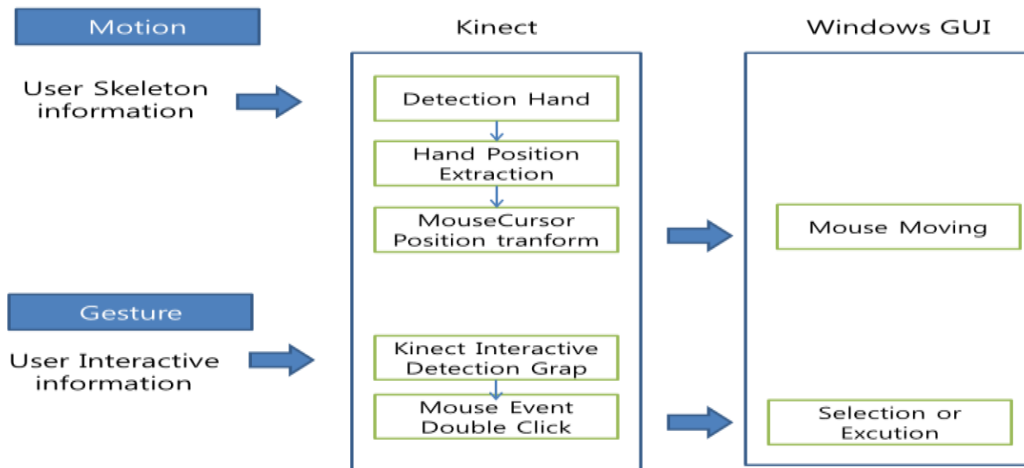 Motion
Kinect
Windows GUI
User Skeleton
information
Detection Hand
Hand Position
Extraction
MouseCursor
Position tranform
Mouse Moving
Gesture
User Interactive
information
Kinect Interactive
Detection Grap
Mouse Event
Double Click
Selection or
Excution